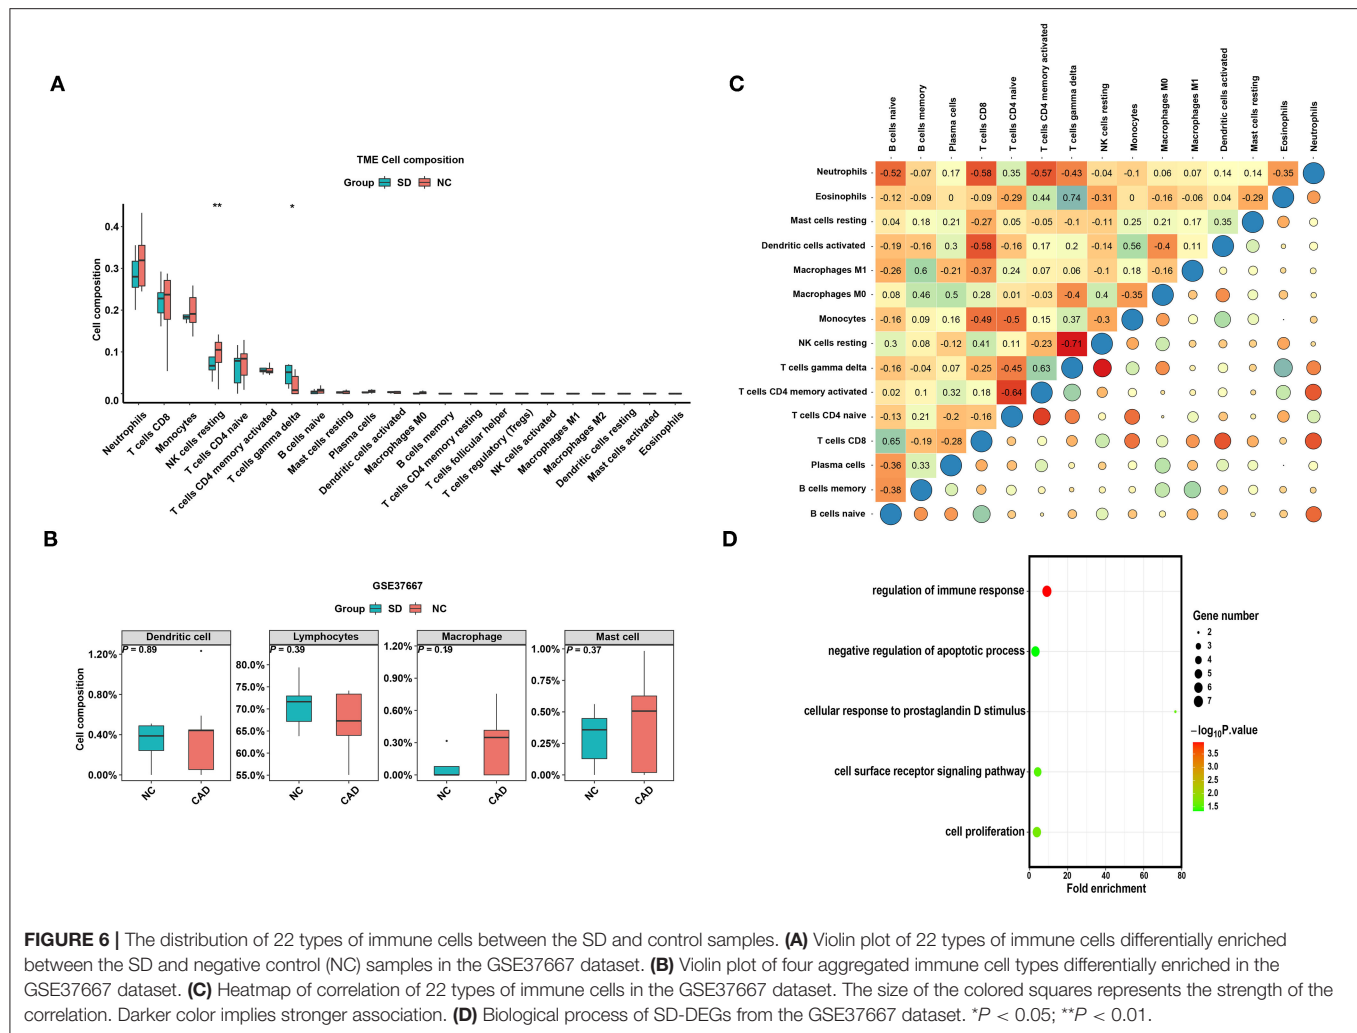 A
TME Cell composition
Group SD NC
** *
Cell composition
0.4
0.3
0.2
0.1
0.0
Neutrophils
T cells CD8
Monocytes
NK cells resting
T cells CD4 naive
T cells CD4 memory activated
T cells gamma delta
B cells naive
Mast cells resting
Plasma cells
Dendritic cells activated
Macrophages M0
B cells memory
T cells CD4 memory resting
T cells follicular helper
T cells regulatory (Tregs)
NK cells activated
Macrophages M1
Macrophages M2
Dendritic cells resting
Mast cells activated
Eosinophils
B
GSE37667
Group SD NC
Cell composition
Dendritic cell
P = 0.89
1.20%
0.80%
0.40%
0.00%
NC CAD
Lymphocytes
P = 0.39
80.0%
75.0%
70.0%
65.0%
60.0%
55.0%
NC CAD
Macrophage
P = 0.19
1.20%
0.90%
0.60%
0.30%
0.00%
NC CAD
Mast cell
P = 0.37
1.00%
0.75%
0.50%
0.25%
0.00%
NC CAD
C
B cells naive
B cells memory
Plasma cells
T cells CD8
T cells CD4 naive
T cells CD4 memory activated
T cells gamma delta
NK cells resting
Monocytes
Macrophages M0
Macrophages M1
Dendritic cells activated
Mast cells resting
Eosinophils
Neutrophils
Neutrophils -0.52 -0.07 0.17 -0.58 0.35 -0.57 -0.43 -0.04 -0.1 0.06 0.07 0.14 0.14 -0.35
Eosinophils -0.12 -0.09 0 -0.09 -0.29 0.44 0.74 -0.31 0 -0.16 -0.06 0.04 -0.29
Mast cells resting 0.04 0.18 0.21 -0.27 0.05 -0.05 -0.1 -0.11 0.25 0.21 0.17 0.35
Dendritic cells activated -0.19 -0.16 0.3 -0.58 -0.16 0.17 0.2 -0.14 0.56 -0.4 0.11
Macrophages M1 -0.26 0.6 -0.21 -0.37 0.24 0.07 0.06 -0.1 0.18 -0.16
Macrophages M0 0.08 0.46 0.5 0.28 0.01 -0.03 -0.4 0.4 -0.35
Monocytes -0.16 0.09 0.16 -0.49 -0.5 0.15 0.37 -0.3
NK cells resting 0.3 0.08 -0.12 0.41 0.11 -0.23 -0.71
T cells gamma delta -0.16 -0.04 0.07 -0.25 -0.45 0.63
T cells CD4 memory activated 0.02 0.1 0.32 0.18 -0.64
T cells CD4 naive -0.13 0.21 -0.2 -0.16
T cells CD8 0.65 -0.19 -0.28
Plasma cells -0.36 0.33
B cells memory -0.38
B cells naive
D
regulation of immune response
negative regulation of apoptotic process
cellular response to prostaglandin D stimulus
cell surface receptor signaling pathway
cell proliferation
0 20 40 60 80
Fold enrichment
Gene number
2
3
4
5
6
7
−log10P.value
3.5
3.0
2.5
2.0
1.5
FIGURE 6 | The distribution of 22 types of immune cells between the SD and control samples. (A) Violin plot of 22 types of immune cells differentially enriched
between the SD and negative control (NC) samples in the GSE37667 dataset. (B) Violin plot of four aggregated immune cell types differentially enriched in the
GSE37667 dataset. (C) Heatmap of correlation of 22 types of immune cells in the GSE37667 dataset. The size of the colored squares represents the strength of the
correlation. Darker color implies stronger association. (D) Biological process of SD-DEGs from the GSE37667 dataset. *P < 0.05; **P < 0.01.